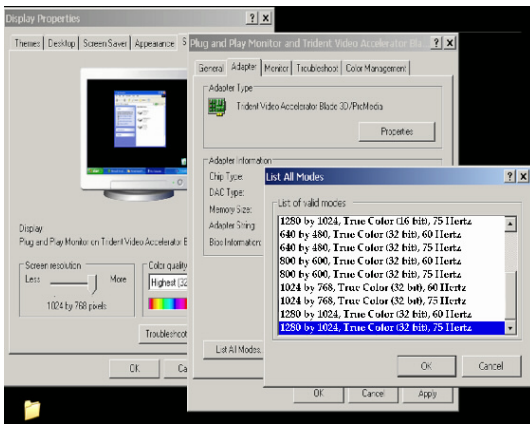 Display Properties
Themes
Desktop
Screen Saver
Appearance
Display:
Plug and Play Monitor on Trident Video Accelerator B
Screen resolution
Less
More
1024 by 768 pixels
Color quality
Highest (32
Troubleshoot
OK
Ca
Plug and Play Monitor and Trident Video Accelerator Bla...
General
Adapter
Monitor
Troubleshoot
Color Management
Adapter Type
Trident Video Accelerator Blade 3D/ProMedia
Properties
Adapter Information
Chip Type:
DAC Type:
Memory Size:
Adapter String:
Bios Information:
List All Modes.
OK
Cancel
Apply
List All Modes
List of valid modes
1280 by 1024, True Color (16 bit), 75 Hertz
640 by 480, True Color (32 bit), 60 Hertz
640 by 480, True Color (32 bit), 75 Hertz
800 by 600, True Color (32 bit), 60 Hertz
800 by 600, True Color (32 bit), 75 Hertz
1024 by 768, True Color (32 bit), 60 Hertz
1024 by 768, True Color (32 bit), 75 Hertz
1280 by 1024, True Color (32 bit), 60 Hertz
1280 by 1024, True Color (32 bit), 75 Hertz
OK
Cancel